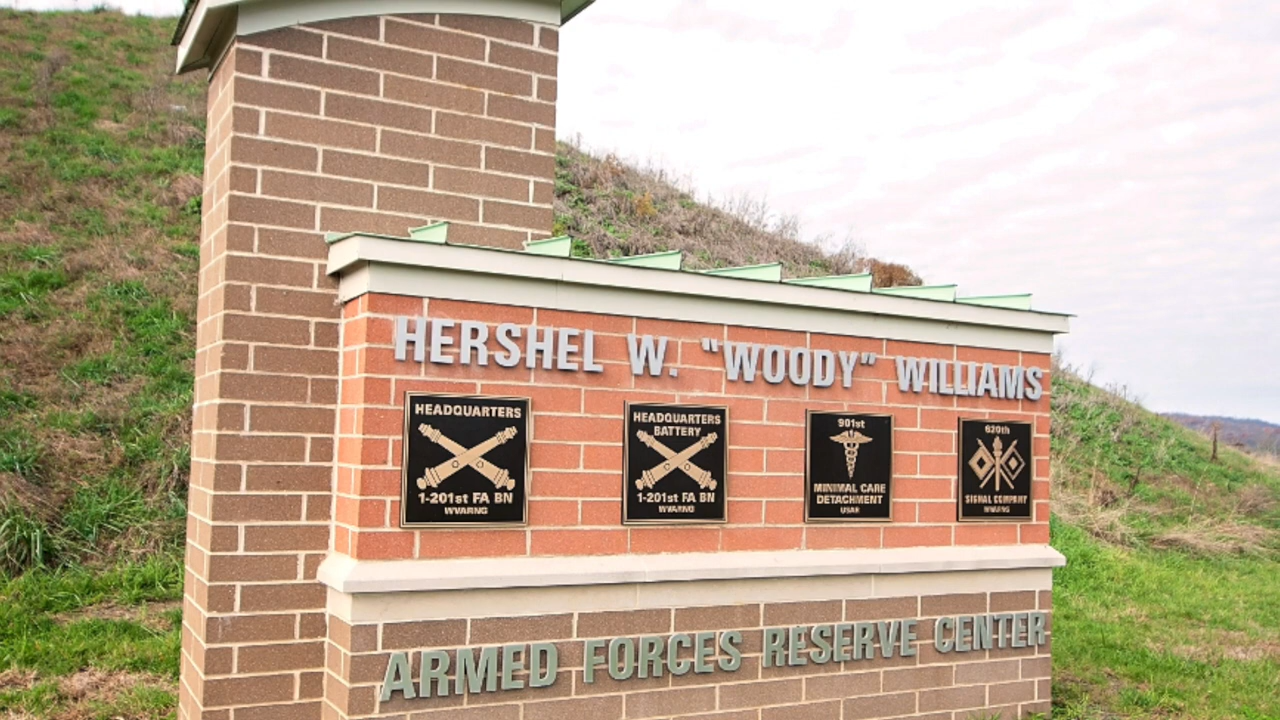 HERSHEL W. "WOODY" WILLIAMS
HEADQUARTERS
1-201st FA BN
WVARNG
HEADQUARTERS
BATTERY
1-201st FA BN
WVARNG
901st
MINIMAL CARE
DETACHMENT
USAR
620th
SIGNAL COMPANY
WVARNG
ARMED FORCES RESERVE CENTER